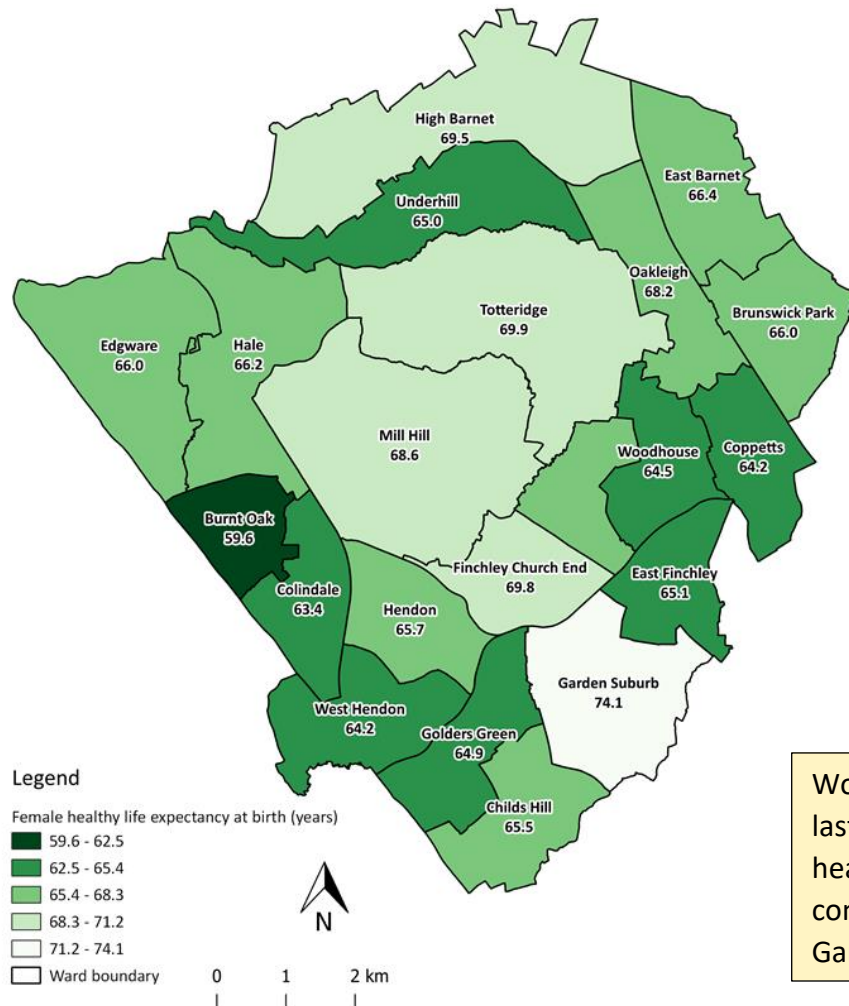 High Barnet
69.5
East Barnet
66.4
Underhill
65.0
Oakleigh
68.2
Totteridge
69.9
Brunswick Park
66.0
Edgware
66.0
Hale
66.2
Mill Hill
68.6
Woodhouse
64.5
Coppetts
64.2
Burnt Oak
59.6
Finchley Church End
69.8
East Finchley
65.1
Colindale
63.4
Hendon
65.7
Garden Suburb
74.1
West Hendon
64.2
Golders Green
64.9
Childs Hill
65.5
Legend
Female healthy life expectancy at birth (years)
59.6 - 62.5
62.5 - 65.4
65.4 - 68.3
68.3 - 71.2
71.2 - 74.1
Ward boundary
N
0 1 2 km
Wo
last
hea
cor
Ga